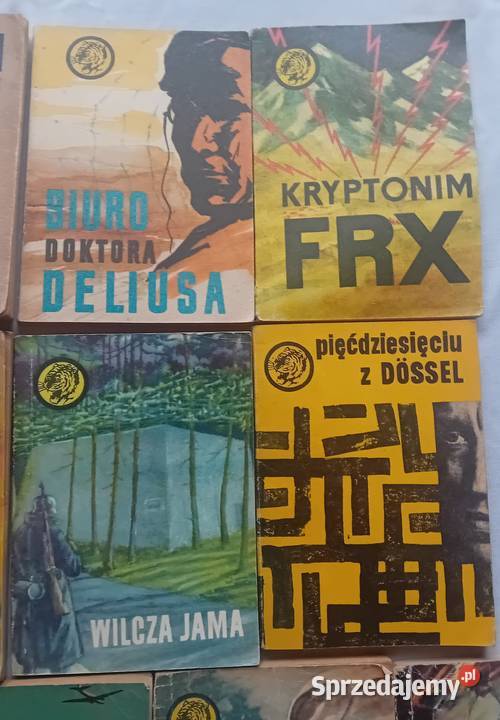 BIURO
DOKTORA
DELIUSA
KRYPTONIM
FRX
WILCZA JAMA
pięćdziesięciu
z DÖSSEL
Sprzedajemy.pl